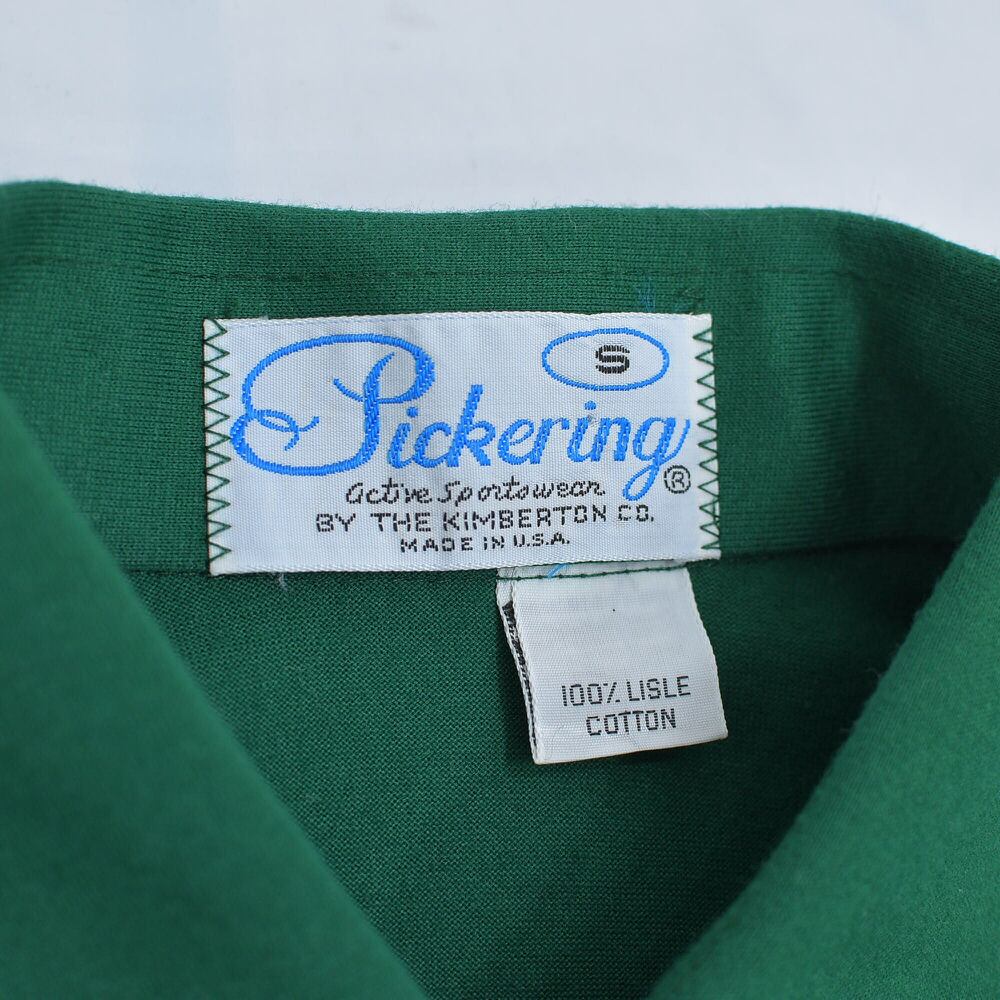 S
Pickering®
Active Sportswear
BY THE KIMBERTON CO.
MADE IN U.S.A.
100% LISLE
COTTON